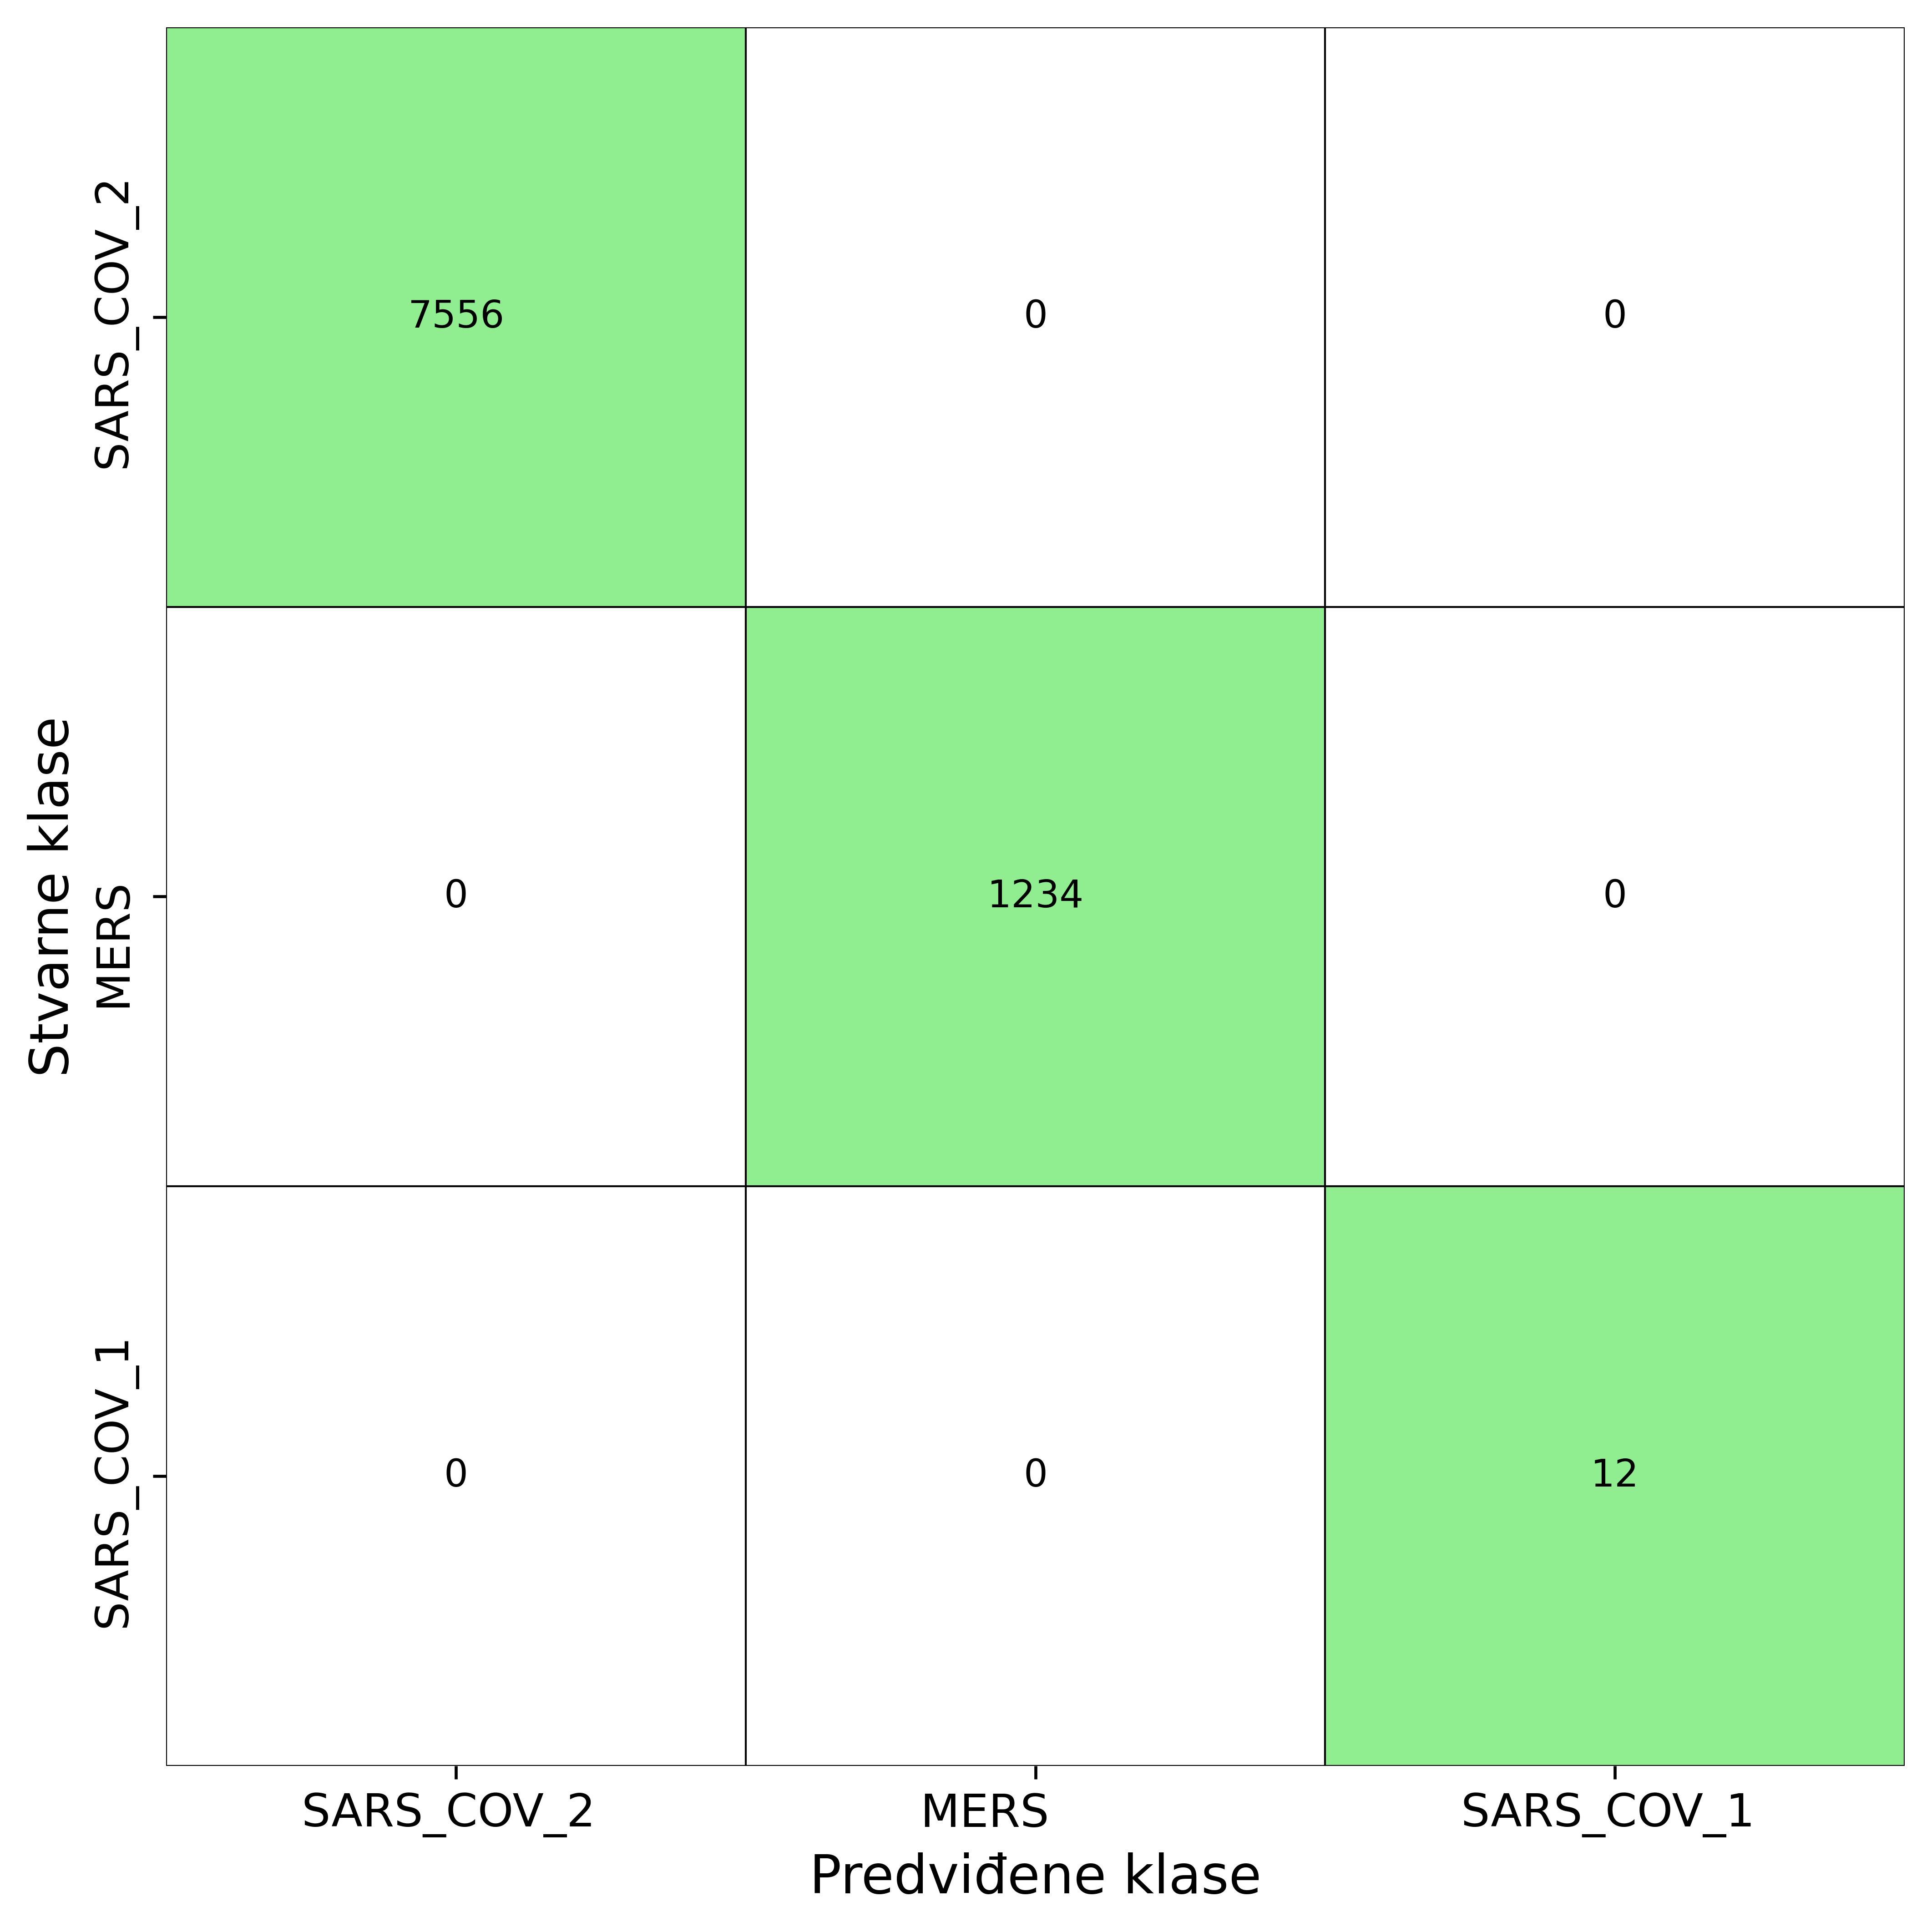 Stvarne klase
SARS_COV_2
7556 0 0
MERS
0 1234 0
SARS_COV_1
0 0 12
SARS_COV_2 MERS SARS_COV_1
Predviđene klase